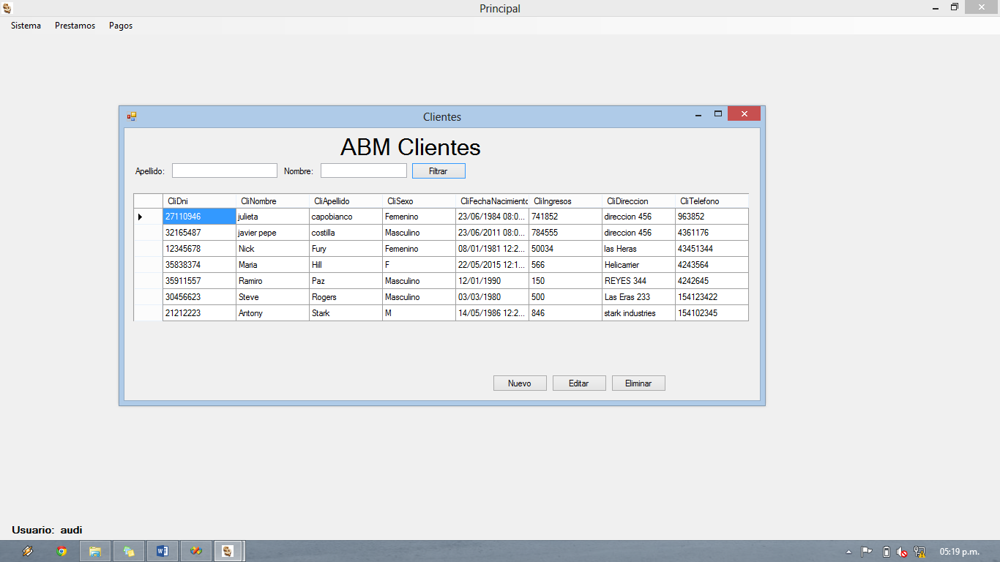 Principal
Sistema Prestamos Pagos
Clientes
ABM Clientes
Apellido: Nombre: Filtrar
CliDni CliNombre CliApellido CliSexo CliFechaNacimiento CliIngresos CliDireccion CliTelefono
27110946 julieta capobianco Femenino 23/06/1984 08:0... 741852 direccion 456 963852
32165487 javier pepe costilla Masculino 23/06/2011 08:0... 784555 direccion 456 4361176
12345678 Nick Fury Femenino 08/01/1981 12:2... 50034 las Heras 43451344
35838374 Maria Hill F 22/05/2015 12:1... 566 Helicarrier 4243564
35911557 Ramiro Paz Masculino 12/01/1990 150 REYES 344 4242645
30456623 Steve Rogers Masculino 03/03/1980 500 Las Eras 233 154123422
21212223 Antony Stark M 14/05/1986 12:2... 846 stark industries 154102345
Nuevo Editar Eliminar
Usuario: audi
05:19 p.m.